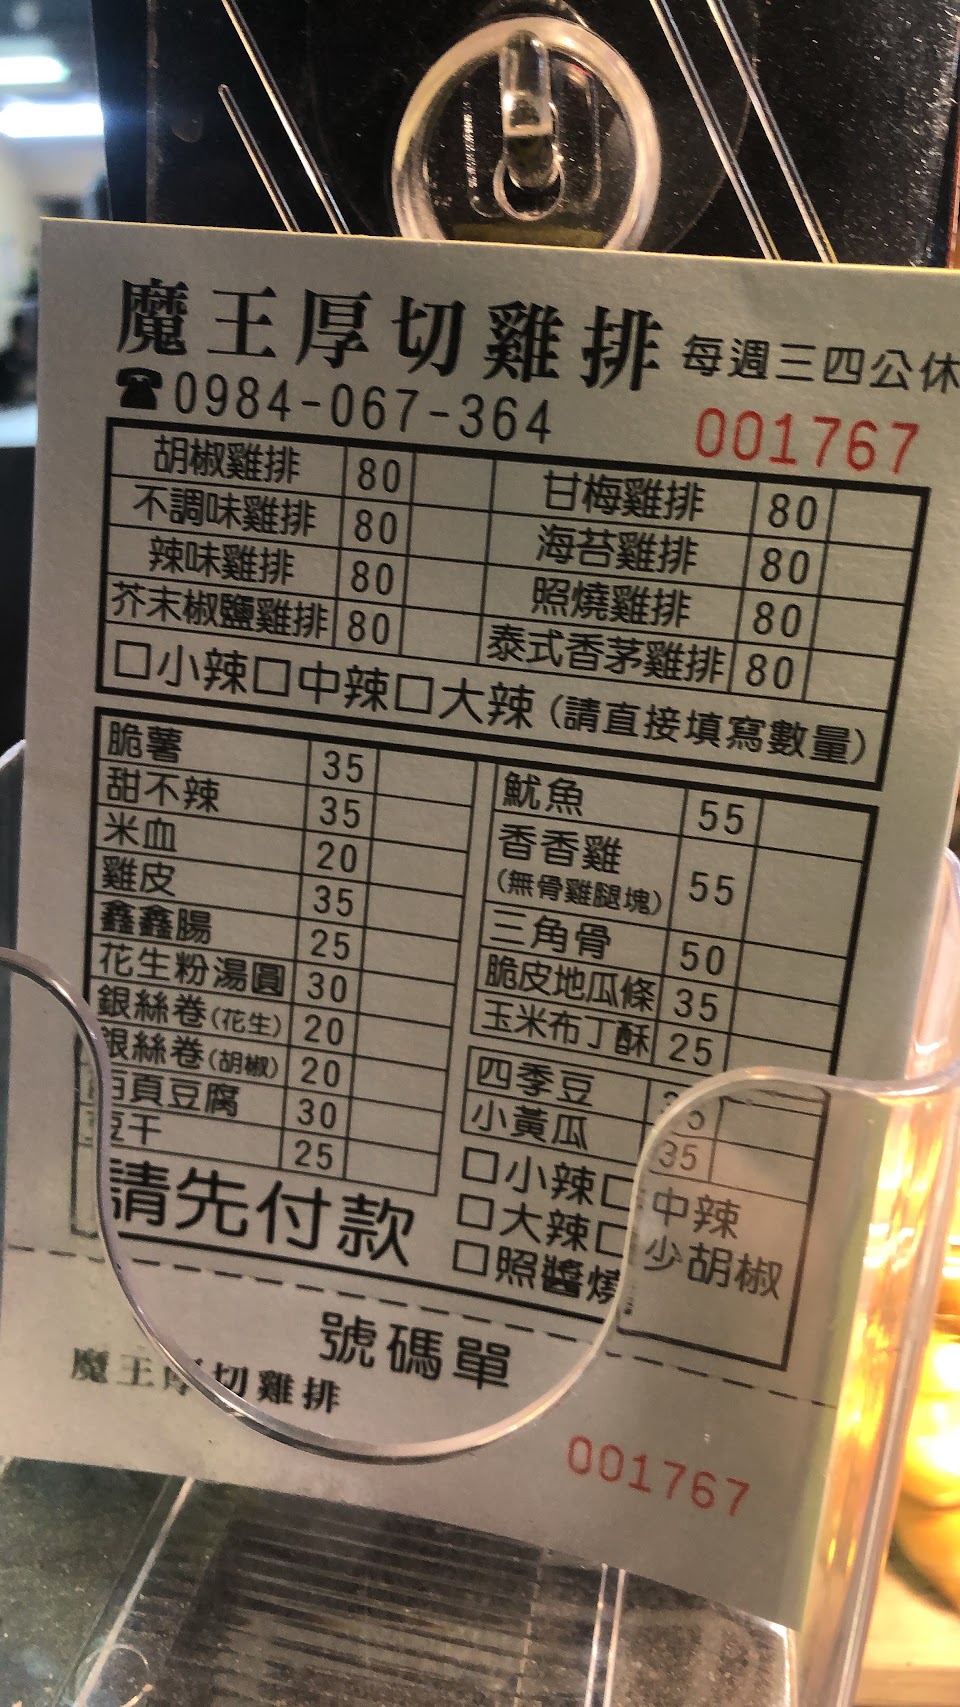 魔王厚切雞排 每週三四公休
☎0984-067-364 001767
胡椒雞排 80 甘梅雞排 80
不調味雞排 80 海苔雞排 80
辣味雞排 80 照燒雞排 80
芥末椒鹽雞排 80 泰式香茅雞排 80
□小辣□中辣□大辣(請直接填寫數量)
脆薯 35
甜不辣 35
米血 20
雞皮 35
鑫鑫腸 25
花生粉湯圓 30
銀絲卷(花生) 20
銀絲卷(胡椒) 20
百頁豆腐 30
豆干 25
請先付款
魷魚 55
香香雞 55
(無骨雞腿塊)
三角骨 50
脆皮地瓜條 35
玉米布丁酥 25
四季豆
小黃瓜 35
□小辣□中辣
□大辣□少胡椒
□照醬燒
號碼單
魔王厚切雞排
001767